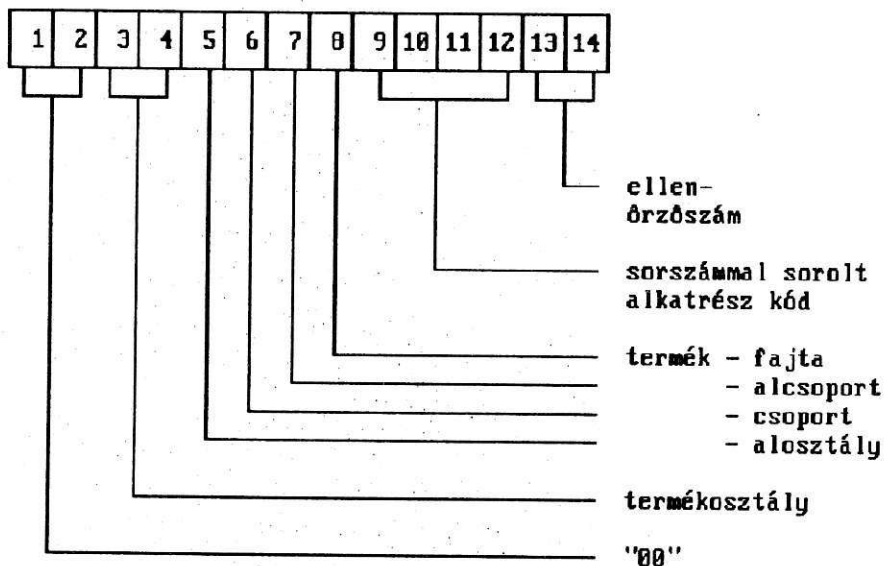 1 2 3 4 5 6 7 8 9 10 11 12 13 14
ellen-
ôrzôszám
sorszámmal sorolt
alkatrész kód
termék - fajta
- alcsoport
- csoport
- alosztály
termékosztály
"00"